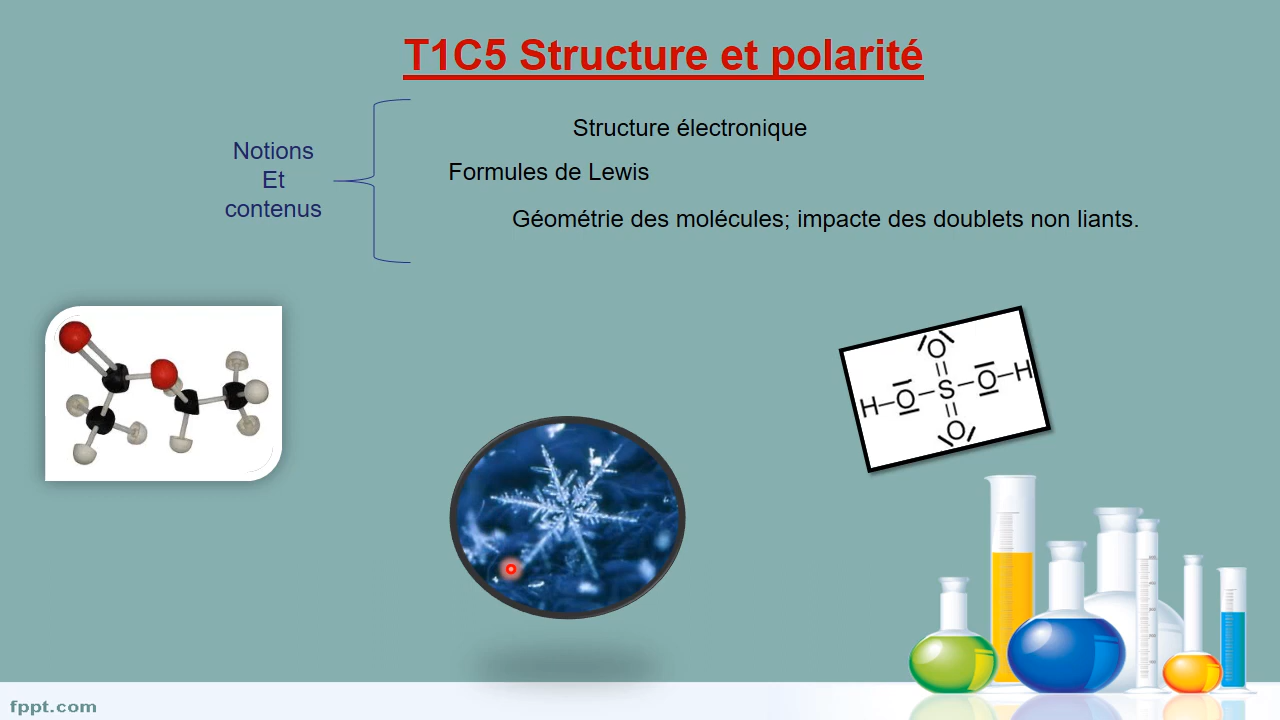 T1C5 Structure et polarité
Notions
Et
contenus
Structure électronique
Formules de Lewis
Géométrie des molécules; impacte des doublets non liants.
O
H–O–S–O–H
O
fppt.com